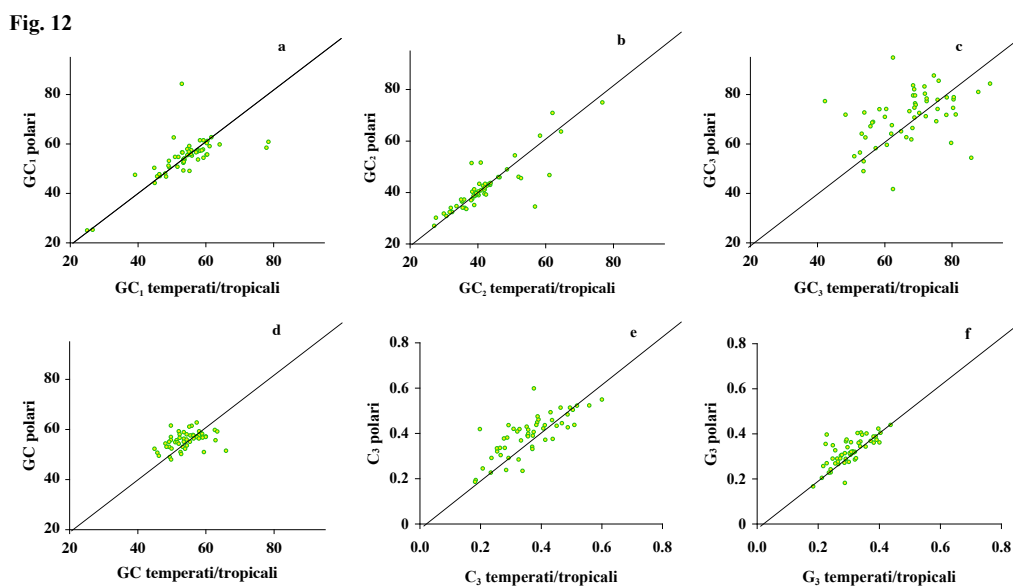 Fig. 12
a
GC₁ polari
80
60
40
20
20 40 60 80
GC₁ temperati/tropicali
b
GC₂ polari
80
60
40
20
20 40 60 80
GC₂ temperati/tropicali
c
GC₃ polari
80
60
40
20
20 40 60 80
GC₃ temperati/tropicali
d
GC polari
80
60
40
20
20 40 60 80
GC temperati/tropicali
e
C₃ polari
0.8
0.6
0.4
0.2
0
0.0 0.2 0.4 0.6 0.8
C₃ temperati/tropicali
f
G₃ polari
0.8
0.6
0.4
0.2
0
0.0 0.2 0.4 0.6 0.8
G₃ temperati/tropicali